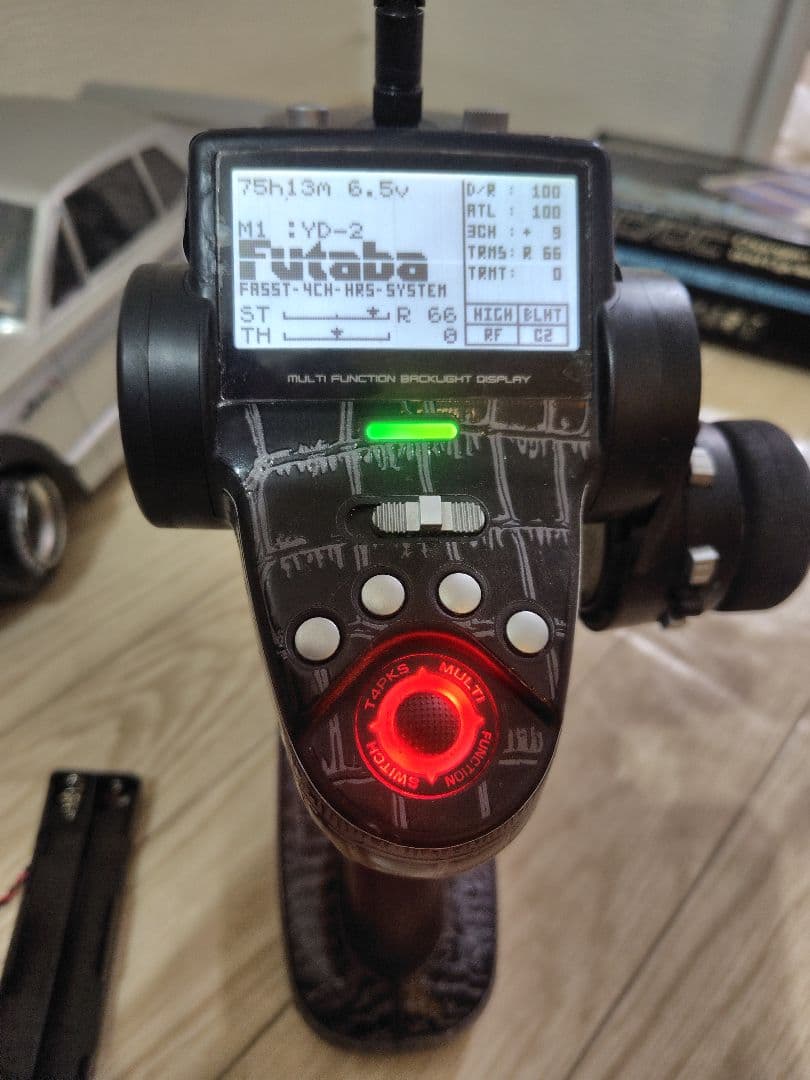 75h13m 6.5v
M1 :YD-2
Futaba
FASST-4CH-HRS-SYSTEM
ST R 66
TH 0
D/R : 100
ATL : 100
3CH : + 9
TRMS: R 66
TRMT: 0
HIGH BLHT
RF C2
MULTI FUNCTION BACKLIGHT DISPLAY
T4PKS MULTI FUNCTION SWITCH